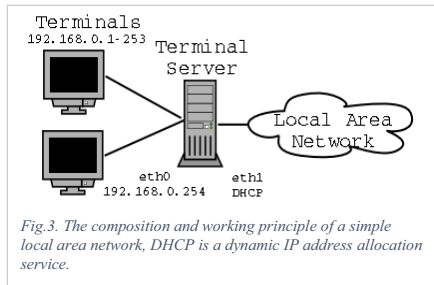 Terminals
192.168.0.1-253
Terminal
Server
Local Area
Network
eth0
192.168.0.254
eth1
DHCP
Fig.3. The composition and working principle of a simple
local area network, DHCP is a dynamic IP address allocation
service.